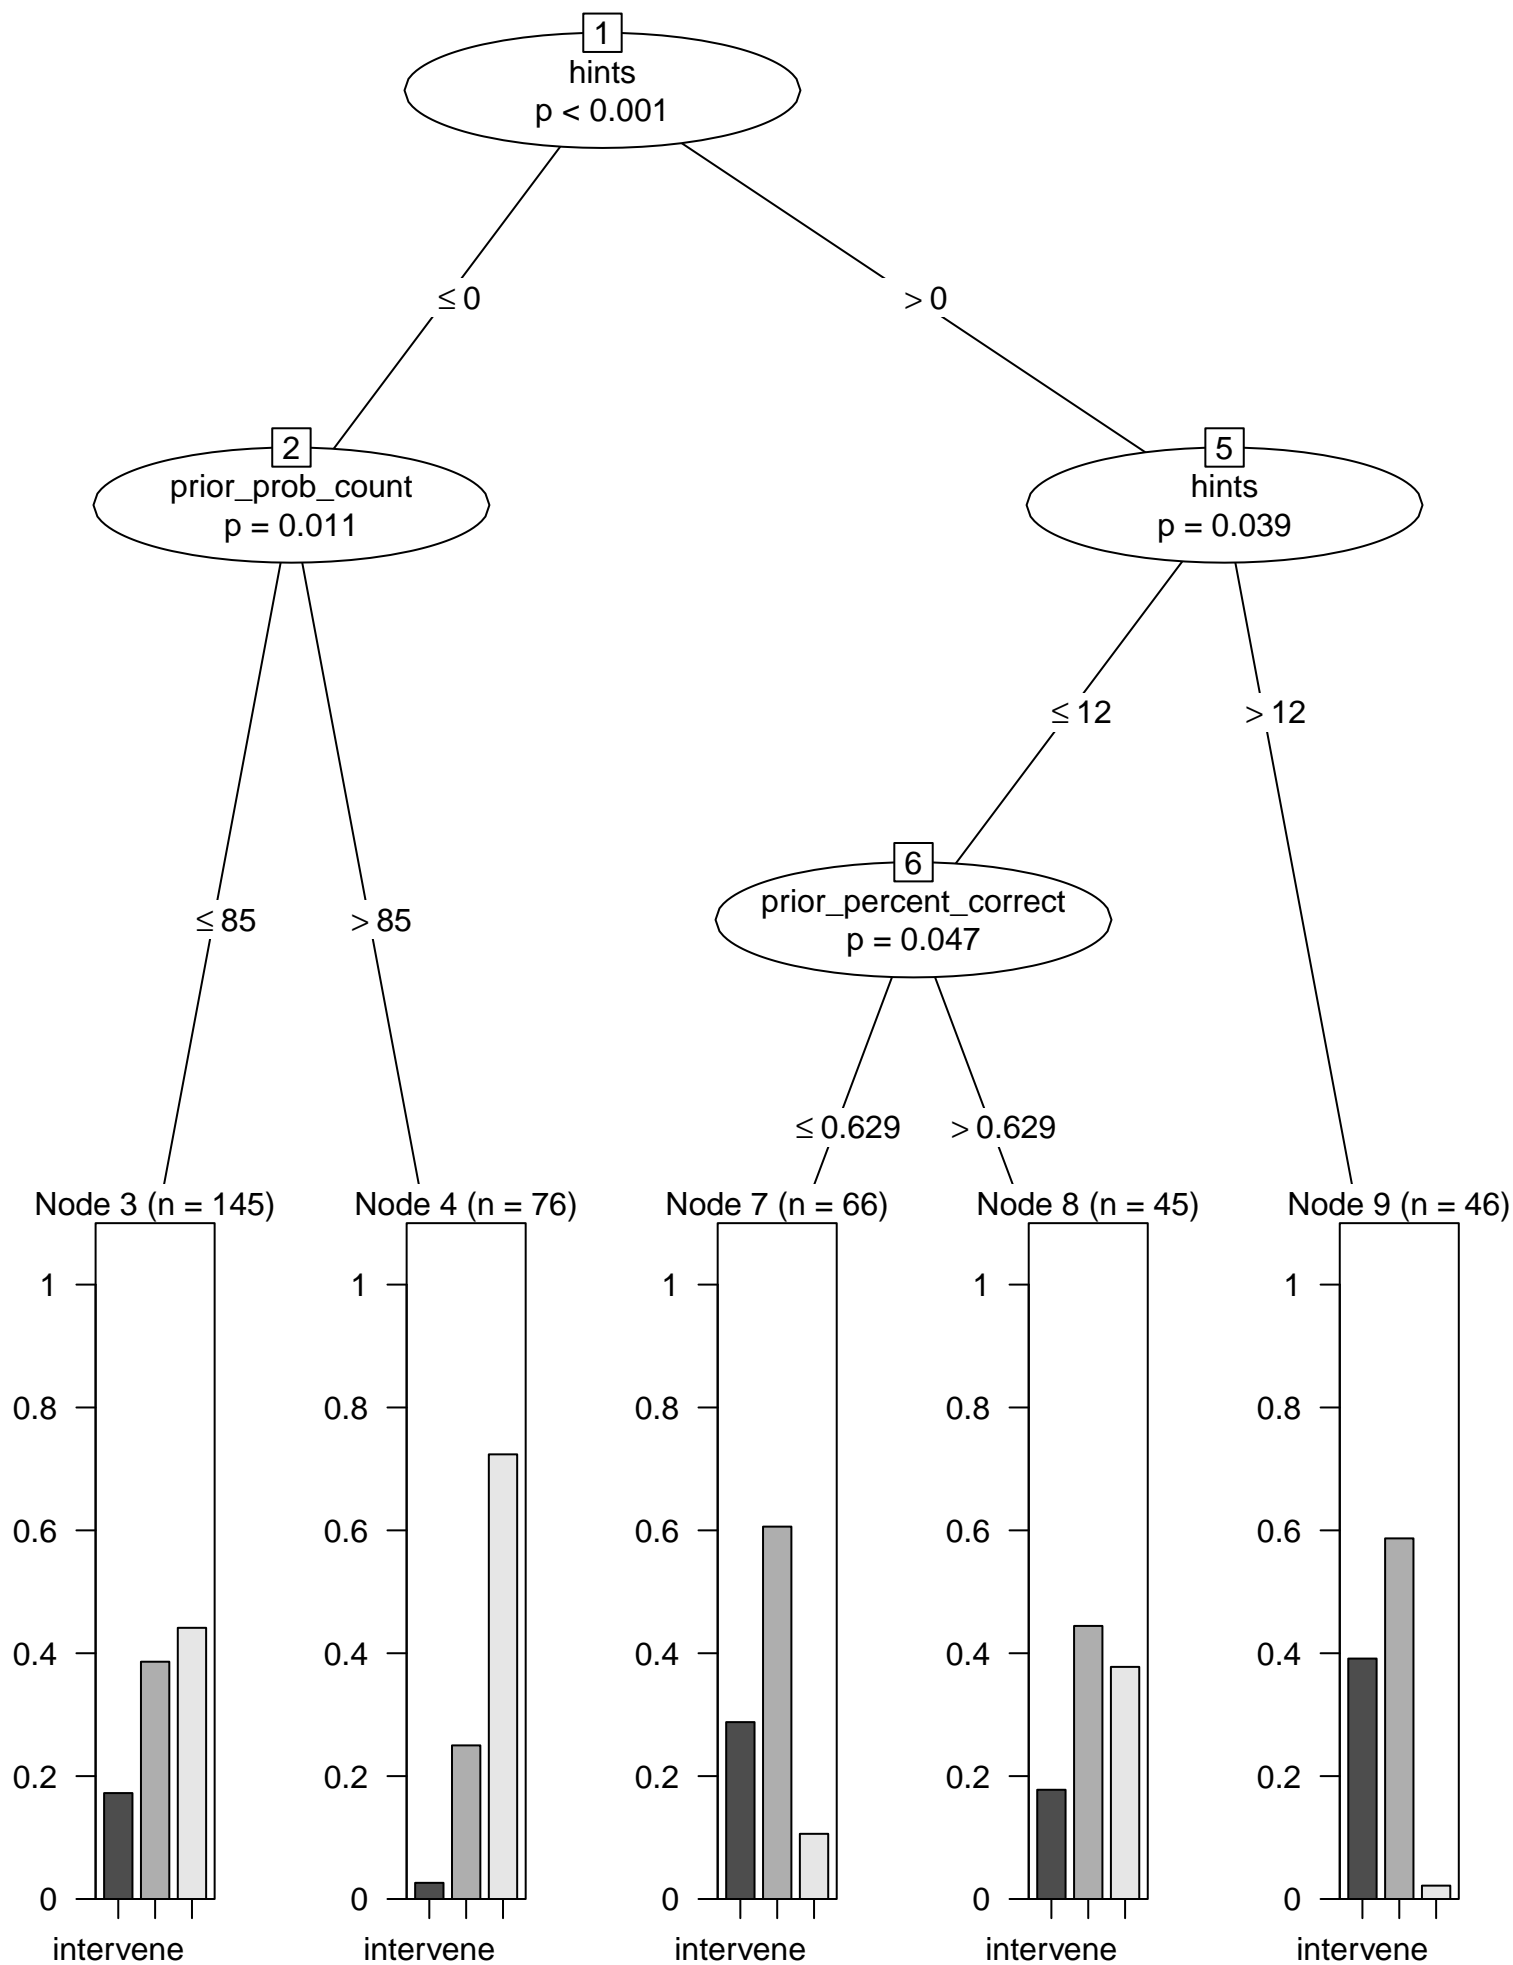 1
hints
p < 0.001
≤ 0
> 0
2
prior_prob_count
p = 0.011
5
hints
p = 0.039
≤ 12
> 12
6
prior_percent_correct
p = 0.047
≤ 85
> 85
≤ 0.629
> 0.629
Node 3 (n = 145)
1
0.8
0.6
0.4
0.2
0
intervene
Node 4 (n = 76)
1
0.8
0.6
0.4
0.2
0
intervene
Node 7 (n = 66)
1
0.8
0.6
0.4
0.2
0
intervene
Node 8 (n = 45)
1
0.8
0.6
0.4
0.2
0
intervene
Node 9 (n = 46)
1
0.8
0.6
0.4
0.2
0
intervene